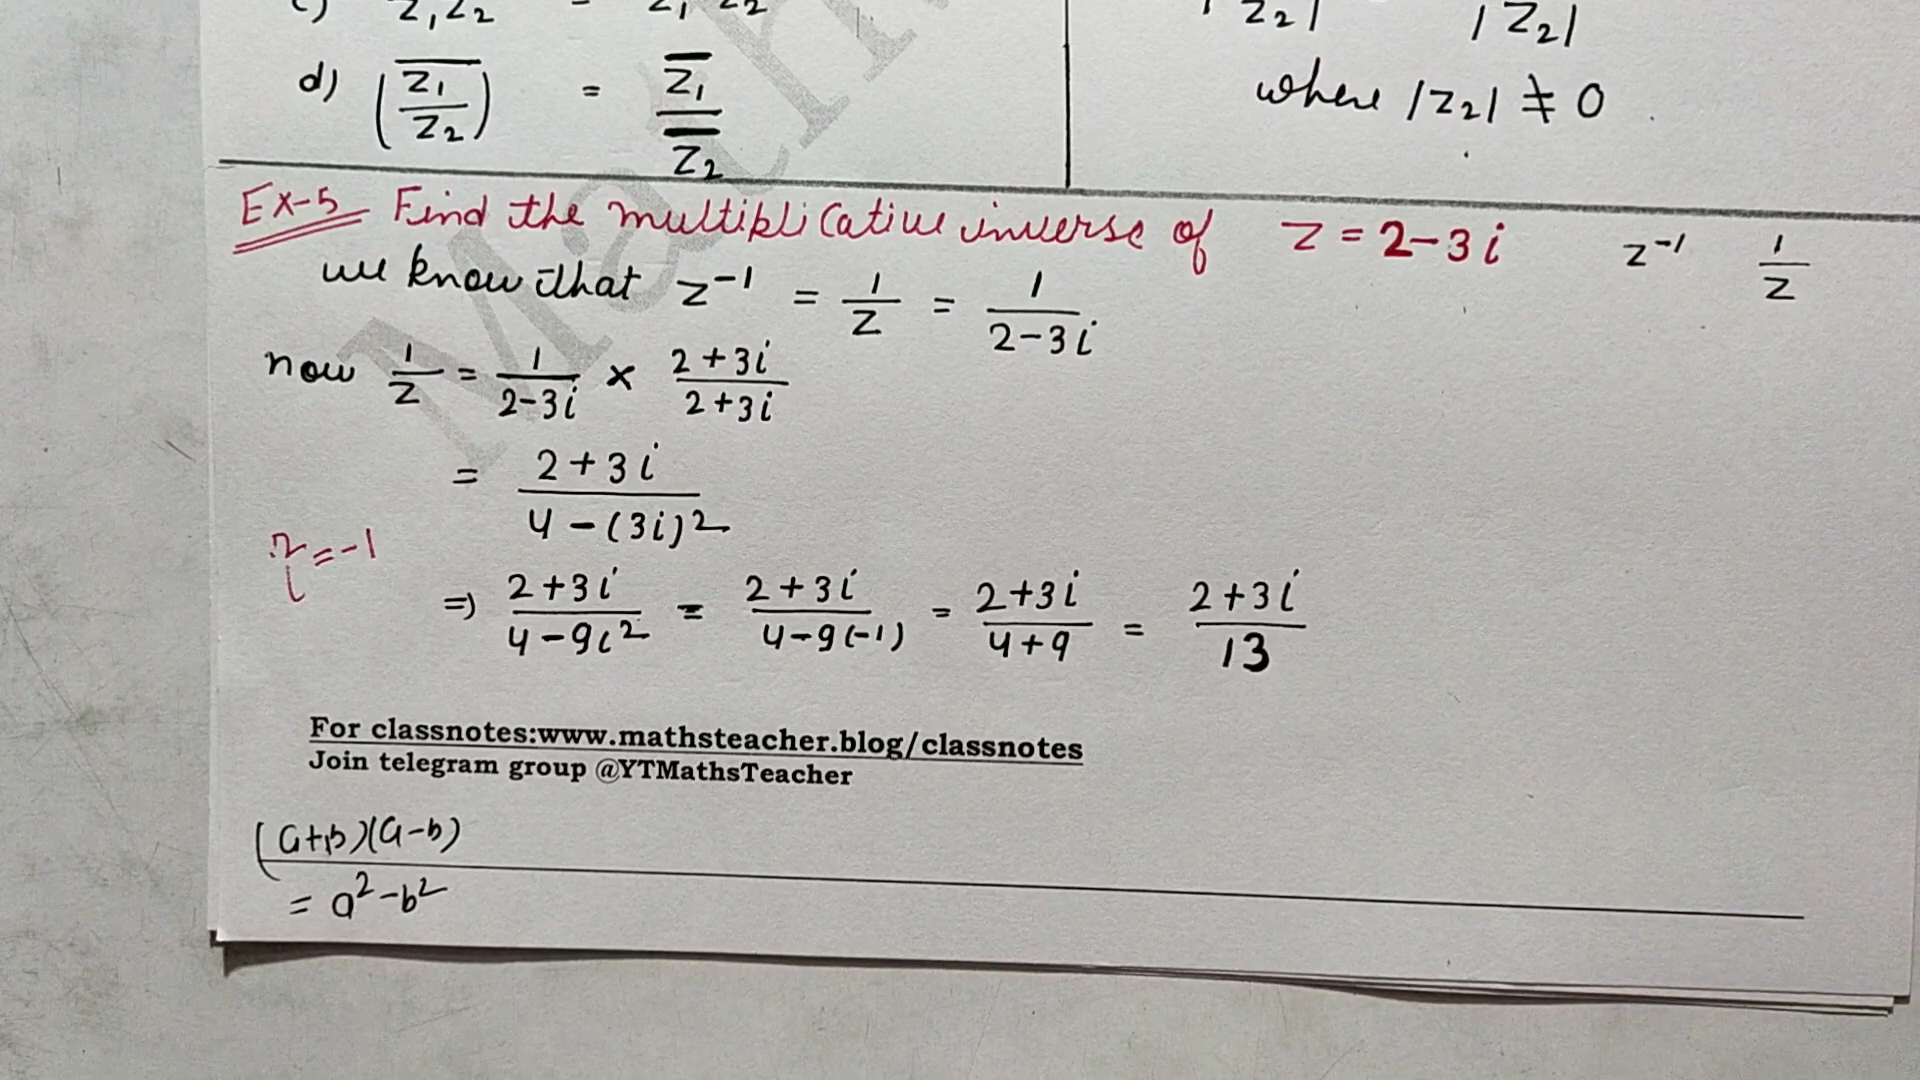 c) z₁z₂ = z₁ z₂
|z₂| |z₂|
d) (z̅₁/z₂) = z̅₁/z̅₂
where |z₂| ≠ 0
Math
Ex-5 Find the multiplicative inverse of z = 2-3i z⁻¹ 1/z
we know that z⁻¹ = 1/z = 1/(2-3i)
now 1/z = 1/(2-3i) × (2+3i)/(2+3i)
= (2+3i)/(4-(3i)²)
i² = -1
⇒ (2+3i)/(4-9i²) = (2+3i)/(4-9(-1)) = (2+3i)/(4+9) = (2+3i)/13
For classnotes:www.mathsteacher.blog/classnotes
Join telegram group @YTMathsTeacher
(a+b)(a-b)
= a²-b²